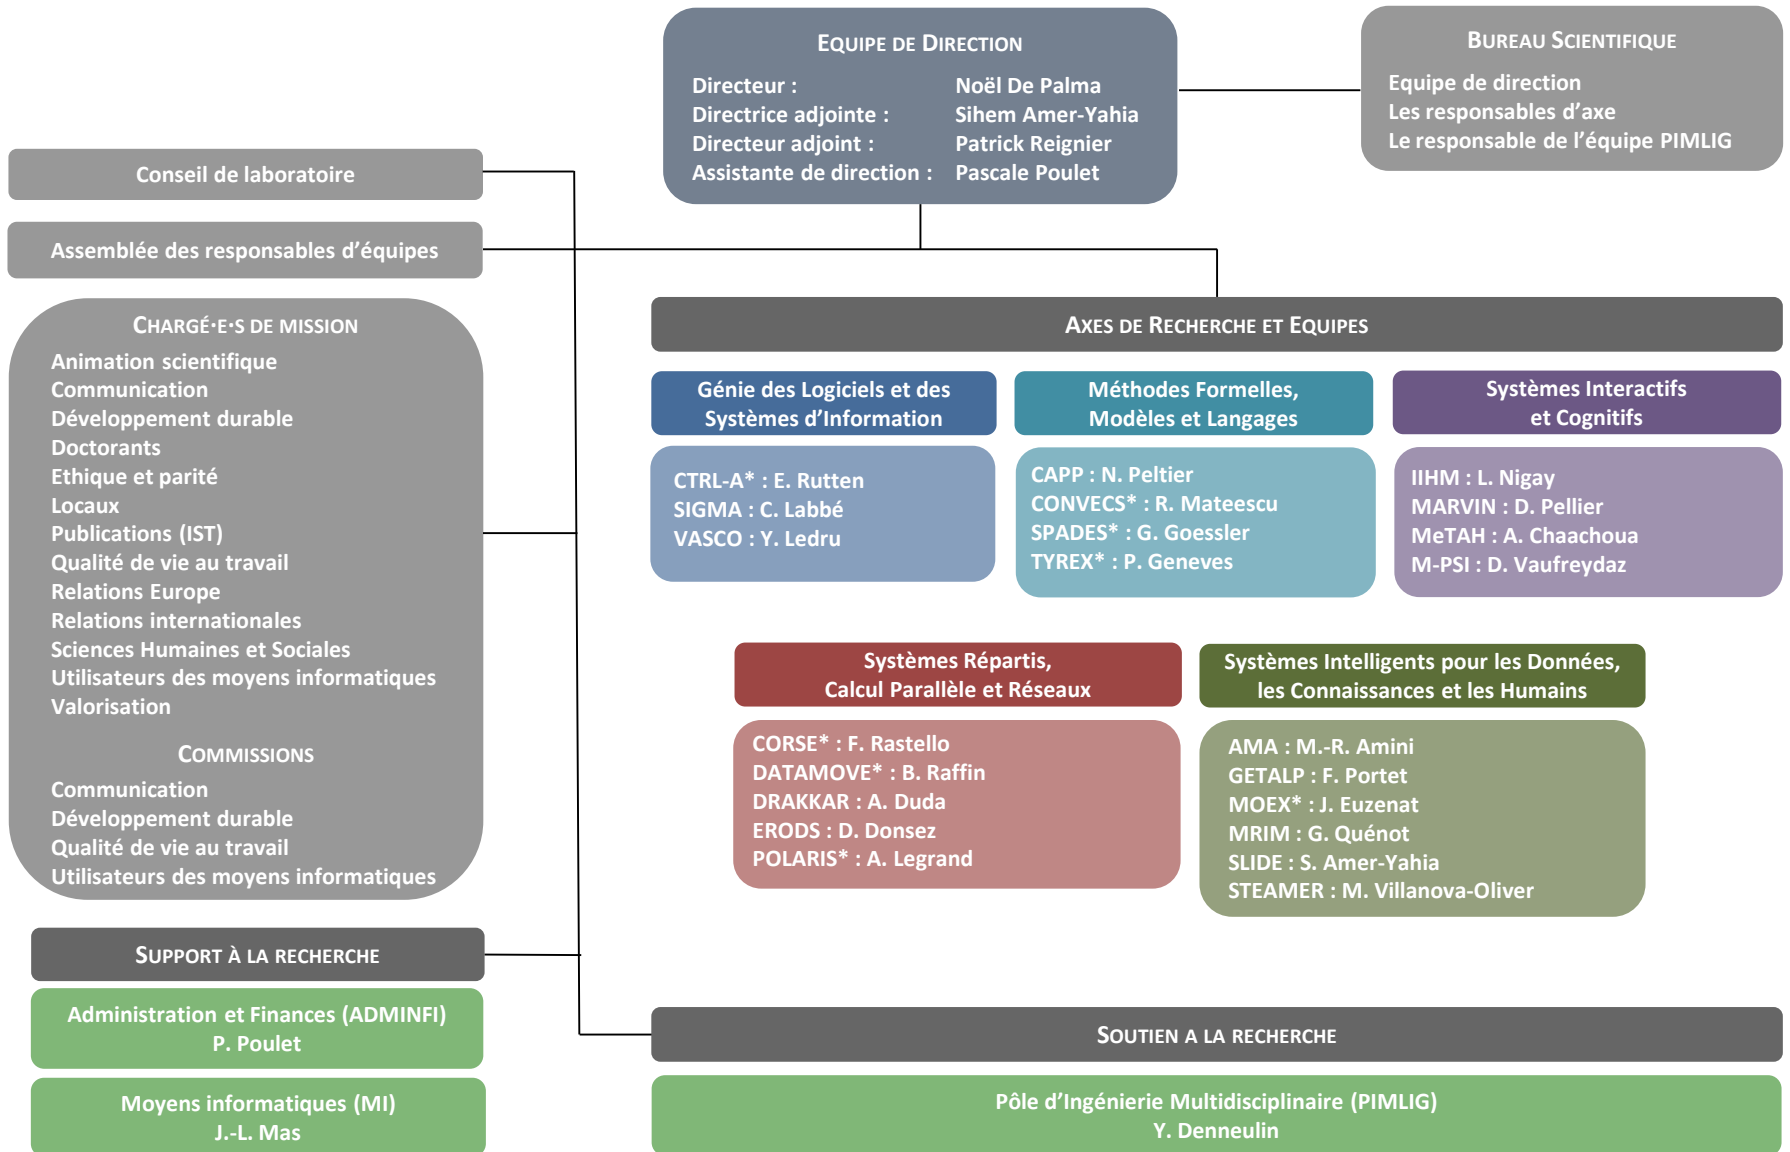 EQUIPE DE DIRECTION
Directeur : Noël De Palma
Directrice adjointe : Sihem Amer-Yahia
Directeur adjoint : Patrick Reignier
Assistante de direction : Pascale Poulet
BUREAU SCIENTIFIQUE
Equipe de direction
Les responsables d’axe
Le responsable de l’équipe PIMLIG
Conseil de laboratoire
Assemblée des responsables d’équipes
CHARGÉ·E·S DE MISSION
Animation scientifique
Communication
Développement durable
Doctorants
Ethique et parité
Locaux
Publications (IST)
Qualité de vie au travail
Relations Europe
Relations internationales
Sciences Humaines et Sociales
Utilisateurs des moyens informatiques
Valorisation
COMMISSIONS
Communication
Développement durable
Qualité de vie au travail
Utilisateurs des moyens informatiques
SUPPORT À LA RECHERCHE
Administration et Finances (ADMINFI)
P. Poulet
Moyens informatiques (MI)
J.-L. Mas
AXES DE RECHERCHE ET EQUIPES
Génie des Logiciels et des
Systèmes d’Information
CTRL-A* : E. Rutten
SIGMA : C. Labbé
VASCO : Y. Ledru
Méthodes Formelles,
Modèles et Langages
CAPP : N. Peltier
CONVECS* : R. Mateescu
SPADES* : G. Goessler
TYREX* : P. Geneves
Systèmes Interactifs
et Cognitifs
IIHM : L. Nigay
MARVIN : D. Pellier
MeTAH : A. Chaachoua
M-PSI : D. Vaufreydaz
Systèmes Répartis,
Calcul Parallèle et Réseaux
CORSE* : F. Rastello
DATAMOVE* : B. Raffin
DRAKKAR : A. Duda
ERODS : D. Donsez
POLARIS* : A. Legrand
Systèmes Intelligents pour les Données,
les Connaissances et les Humains
AMA : M.-R. Amini
GETALP : F. Portet
MOEX* : J. Euzenat
MRIM : G. Quénot
SLIDE : S. Amer-Yahia
STEAMER : M. Villanova-Oliver
SOUTIEN A LA RECHERCHE
Pôle d’Ingénierie Multidisciplinaire (PIMLIG)
Y. Denneulin